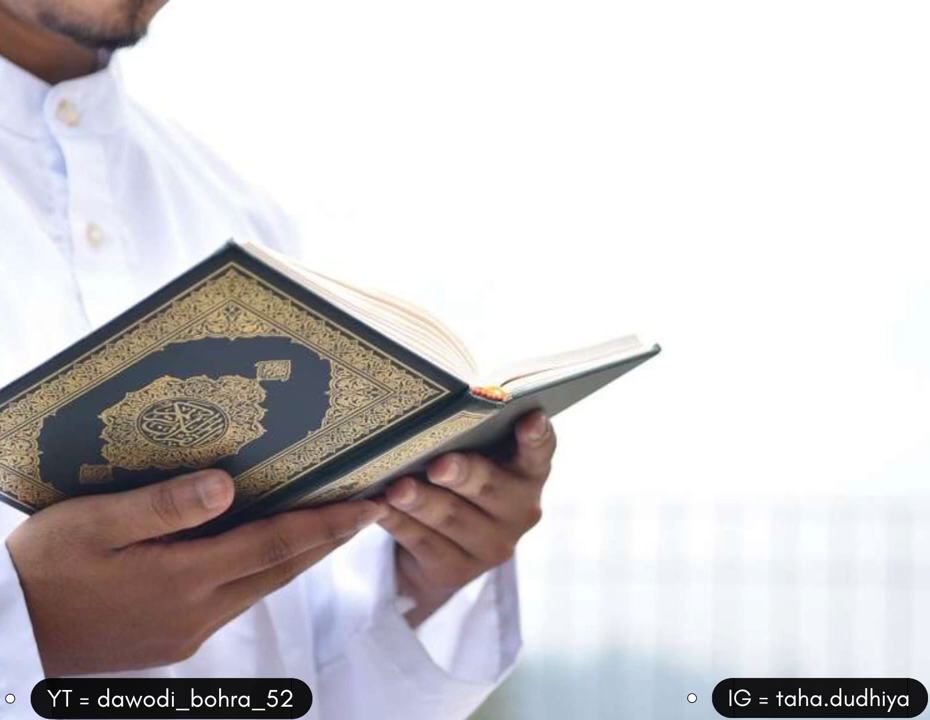 YT = dawodi_bohra_52
IG = taha.dudhiya